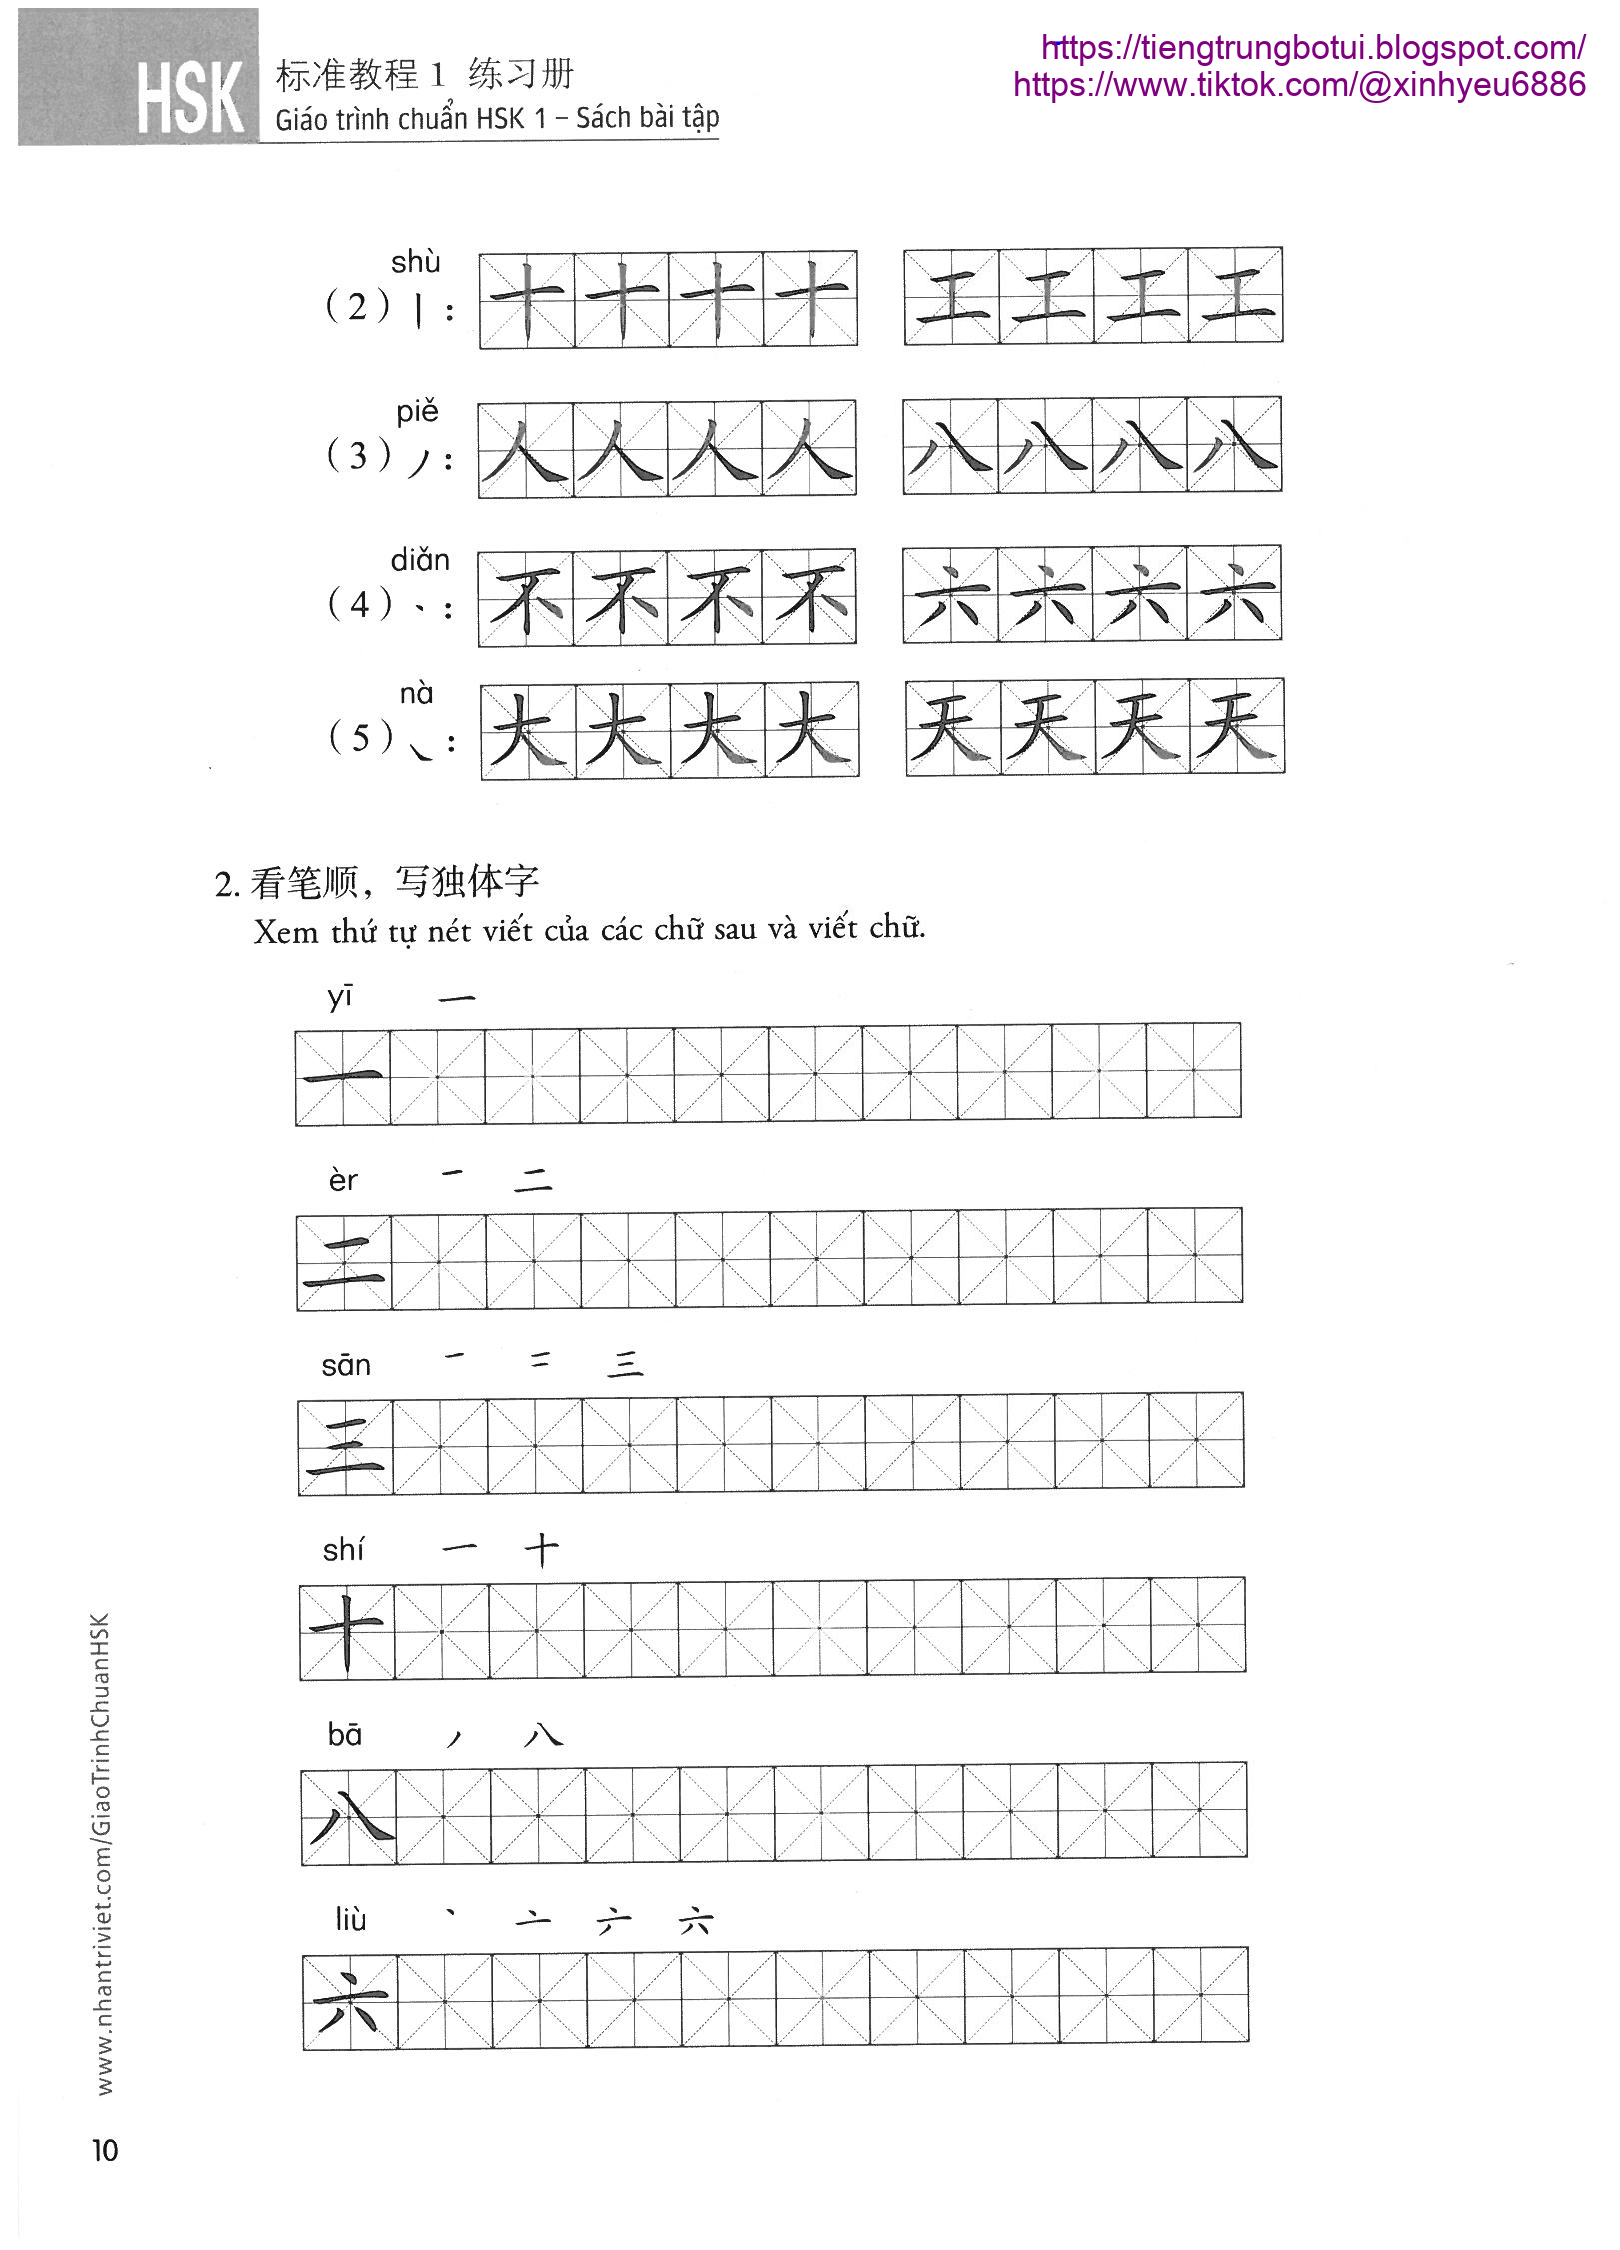 https://tiengtrungbotui.blogspot.com/
https://www.tiktok.com/@xinhyeu6886
HSK 标准教程 1 练习册
Giáo trình chuẩn HSK 1 – Sách bài tập
shù
（2）丨： 十 十 十 十 工 工 工 工
piě
（3）丿： 人 人 人 人 八 八 八 八
diǎn
（4）丶： 不 不 不 不 六 六 六 六
nà
（5）㇏： 大 大 大 大 天 天 天 天
2. 看笔顺，写独体字
Xem thứ tự nét viết của các chữ sau và viết chữ.
yī 一
一
èr 一 二
二
sān 一 二 三
三
shí 一 十
十
bā 丿 八
八
liù 丶 亠 六
六
www.nhantriviet.com/GiaoTrinhChuanHSK
10